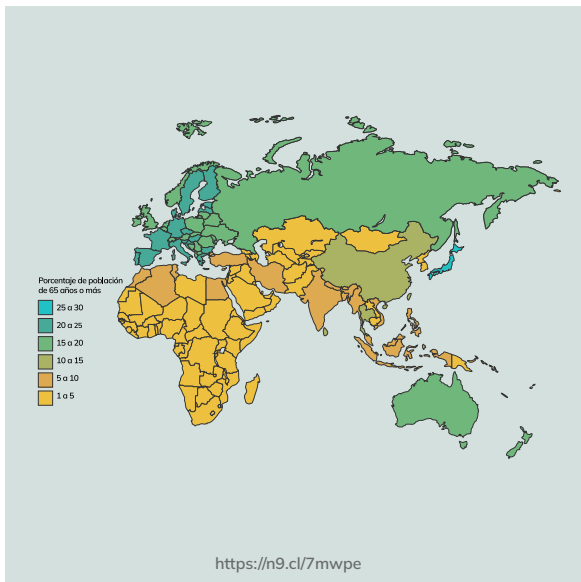 Porcentaje de población
de 65 años o más
25 a 30
20 a 25
15 a 20
10 a 15
5 a 10
1 a 5
https://n9.cl/7mwpe